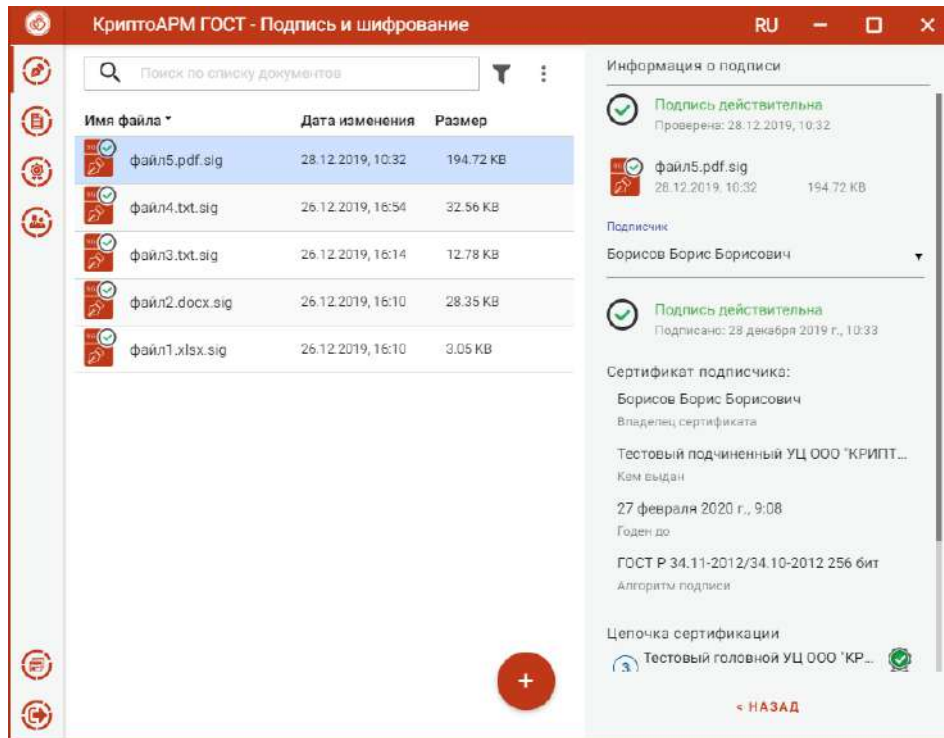 КриптоАРМ ГОСТ - Подпись и шифрование
RU
Поиск по списку документов
Имя файла
Дата изменения
Размер
файл5.pdf.sig 28.12.2019, 10:32 194.72 KB
файл4.txt.sig 26.12.2019, 16:54 32.56 KB
файл3.txt.sig 26.12.2019, 16:14 12.78 KB
файл2.docx.sig 26.12.2019, 16:10 28.35 KB
файл1.xlsx.sig 26.12.2019, 16:10 3.05 KB
Информация о подписи
Подпись действительна
Проверена: 28.12.2019, 10:32
файл5.pdf.sig
28.12.2019, 10:32 194.72 KB
Подписчик
Борисов Борис Борисович
Подпись действительна
Подписано: 28 декабря 2019 г., 10:33
Сертификат подписчика:
Борисов Борис Борисович
Владелец сертификата
Тестовый подчиненный УЦ ООО "КРИПТ...
Кем выдан
27 февраля 2020 г., 9:08
Годен до
ГОСТ Р 34.11-2012/34.10-2012 256 бит
Алгоритм подписи
Цепочка сертификации
3 Тестовый головной УЦ ООО "КР...
< НАЗАД